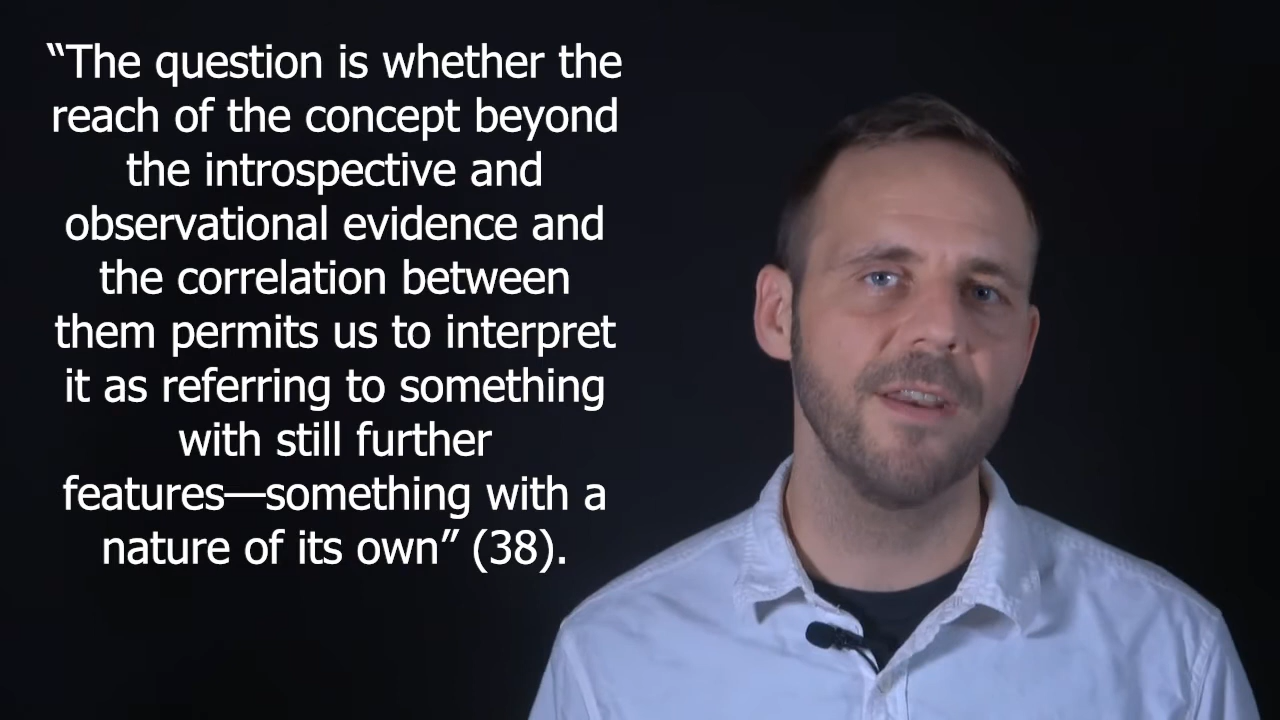 “The question is whether the
reach of the concept beyond
the introspective and
observational evidence and
the correlation between
them permits us to interpret
it as referring to something
with still further
features—something with a
nature of its own” (38).